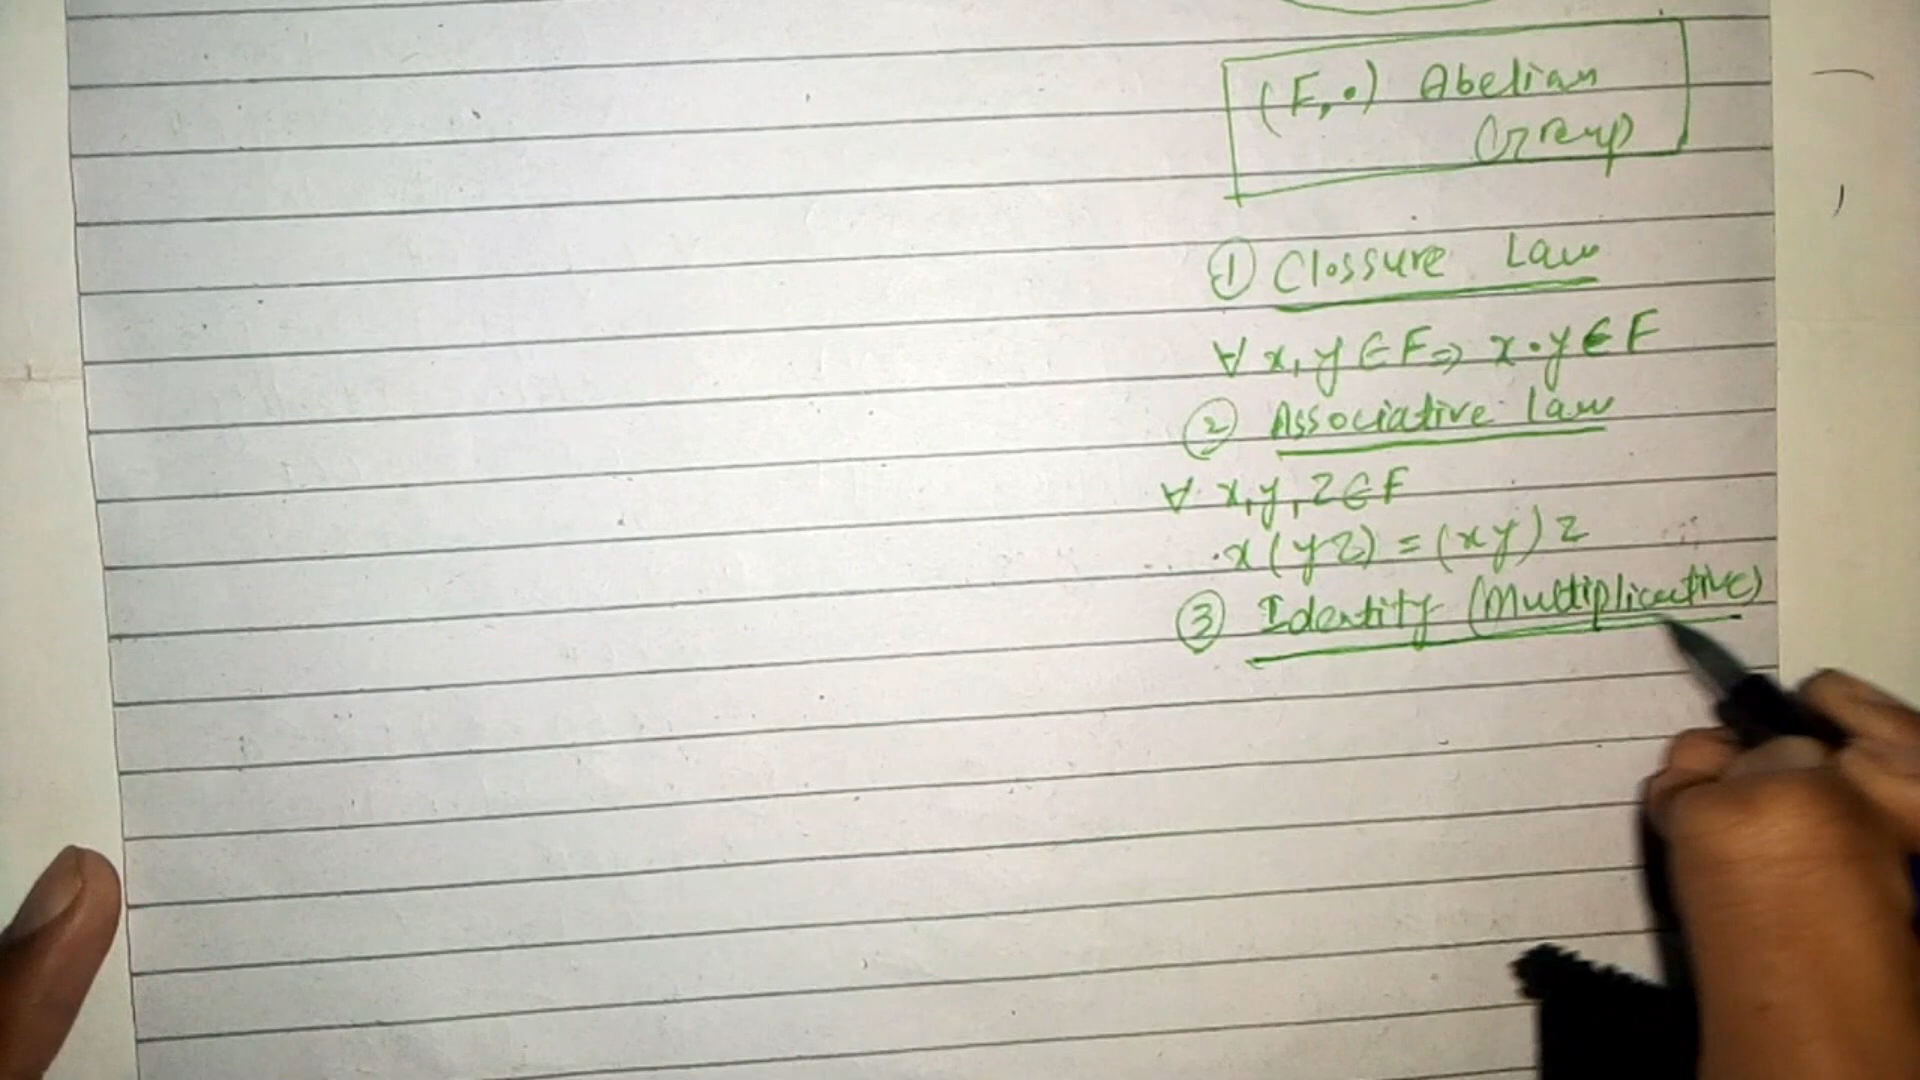 (F, •) Abelian
Group
① Clossure Law
∀ x, y ∈ F ⇒ x • y ∈ F
② Associative law
∀ x, y, z ∈ F
x(yz) = (xy)z
③ Identity (Multiplicative)